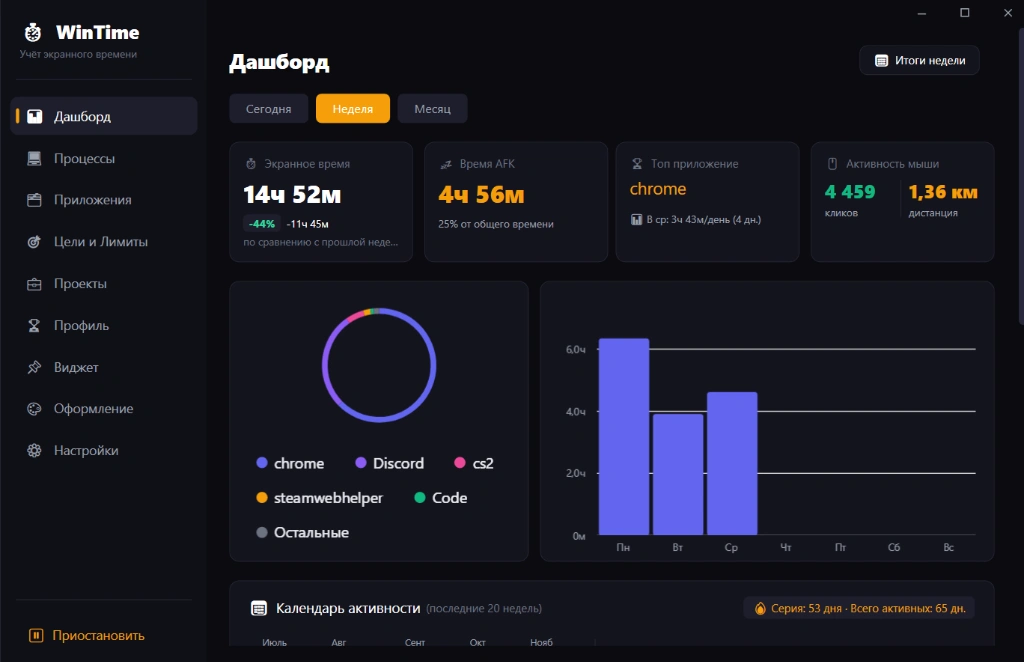 WinTime
Учёт экранного времени
Дашборд
Процессы
Приложения
Цели и Лимиты
Проекты
Профиль
Виджет
Оформление
Настройки
Приостановить
Дашборд
Итоги недели
Сегодня
Неделя
Месяц
Экранное время
14ч 52м
-44% -11ч 45м
по сравнению с прошлой неде...
Время AFK
4ч 56м
25% от общего времени
Топ приложение
chrome
В ср: 3ч 43м/день (4 дн.)
Активность мыши
4 459
кликов
1,36 км
дистанция
chrome Discord cs2
steamwebhelper Code
Остальные
6,0ч
4,0ч
2,0ч
0м
Пн Вт Ср Чт Пт Сб Вс
Календарь активности (последние 20 недель)
Серия: 53 дня · Всего активных: 65 дн.
Июль Авг Сент Окт Нояб